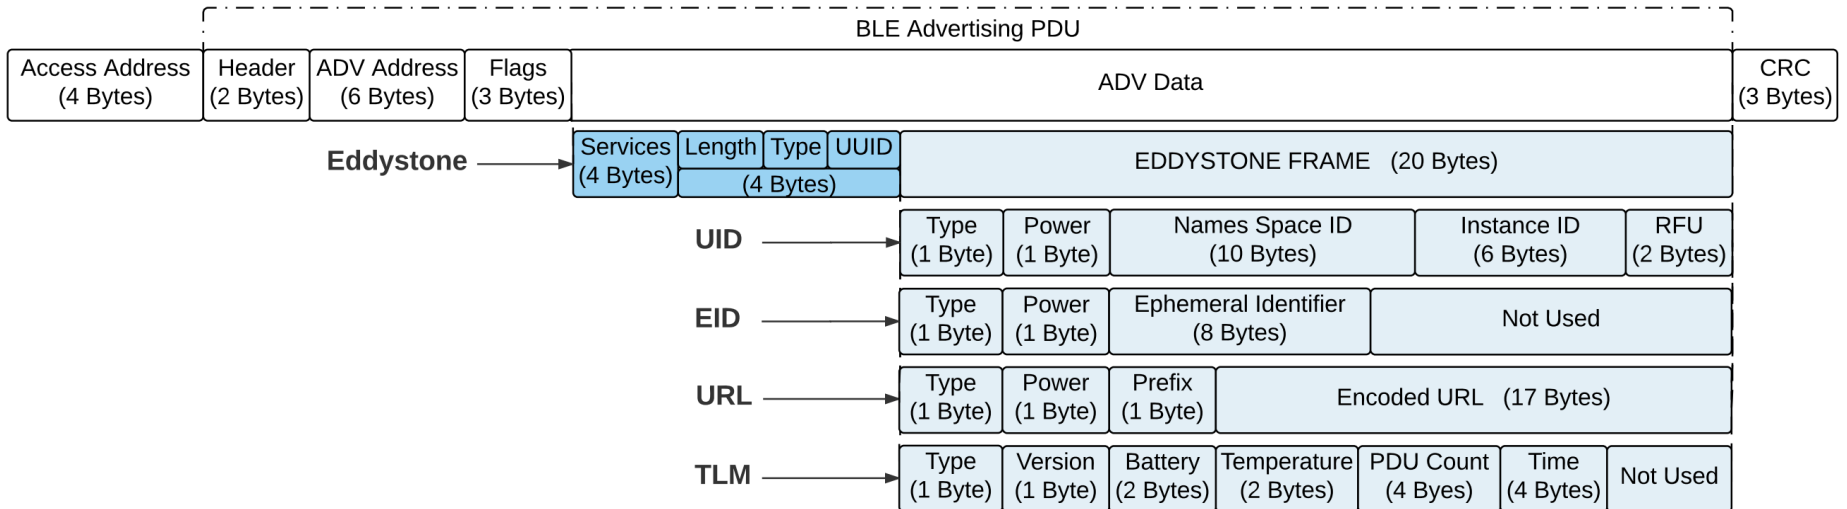 BLE Advertising PDU
Access Address Header ADV Address Flags ADV Data CRC
(4 Bytes) (2 Bytes) (6 Bytes) (3 Bytes) (3 Bytes)
Eddystone Services Length Type UUID EDDYSTONE FRAME (20 Bytes)
(4 Bytes) (4 Bytes)
UID Type Power Names Space ID Instance ID RFU
(1 Byte) (1 Byte) (10 Bytes) (6 Bytes) (2 Bytes)
EID Type Power Ephemeral Identifier Not Used
(1 Byte) (1 Byte) (8 Bytes)
URL Type Power Prefix Encoded URL (17 Bytes)
(1 Byte) (1 Byte) (1 Byte)
TLM Type Version Battery Temperature PDU Count Time Not Used
(1 Byte) (1 Byte) (2 Bytes) (2 Bytes) (4 Byes) (4 Bytes)